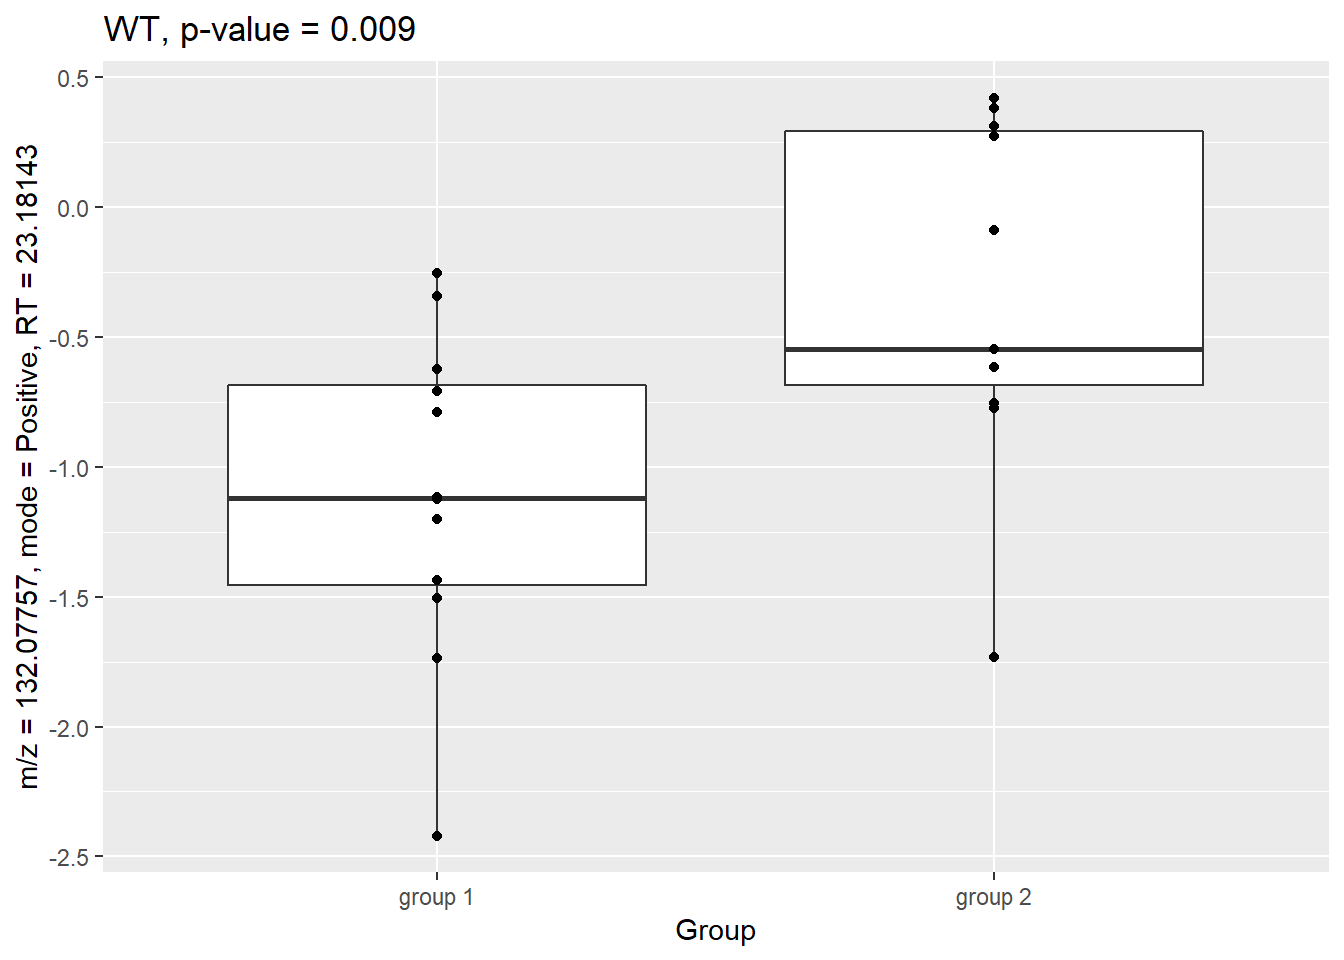 WT, p-value = 0.009
m/z = 132.07757, mode = Positive, RT = 23.18143
0.5
0.0
-0.5
-1.0
-1.5
-2.0
-2.5
group 1
group 2
Group